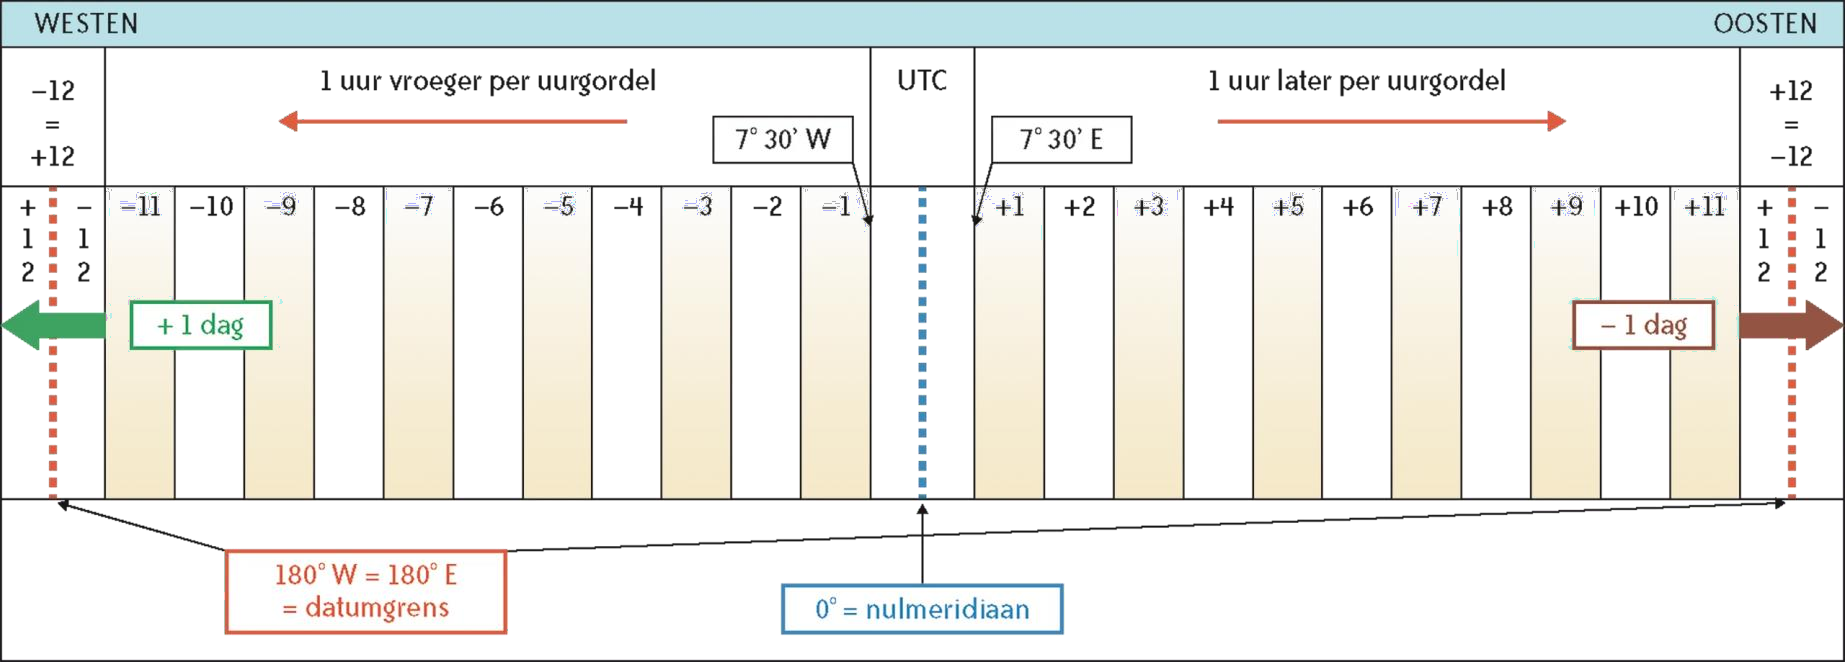 WESTEN OOSTEN
–12
=
+12
1 uur vroeger per uurgordel
UTC
1 uur later per uurgordel
+12
=
–12
7° 30’ W
7° 30’ E
+
1
2
–
1
2
–11 –10 –9 –8 –7 –6 –5 –4 –3 –2 –1
+1 +2 +3 +4 +5 +6 +7 +8 +9 +10 +11
+
1
2
–
1
2
+ 1 dag
– 1 dag
180° W = 180° E
= datumgrens
0° = nulmeridiaan